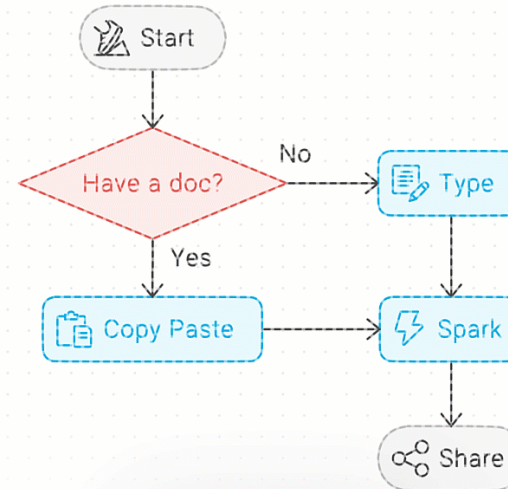 Start
Have a doc?
No
Type
Yes
Copy Paste
Spark
Share